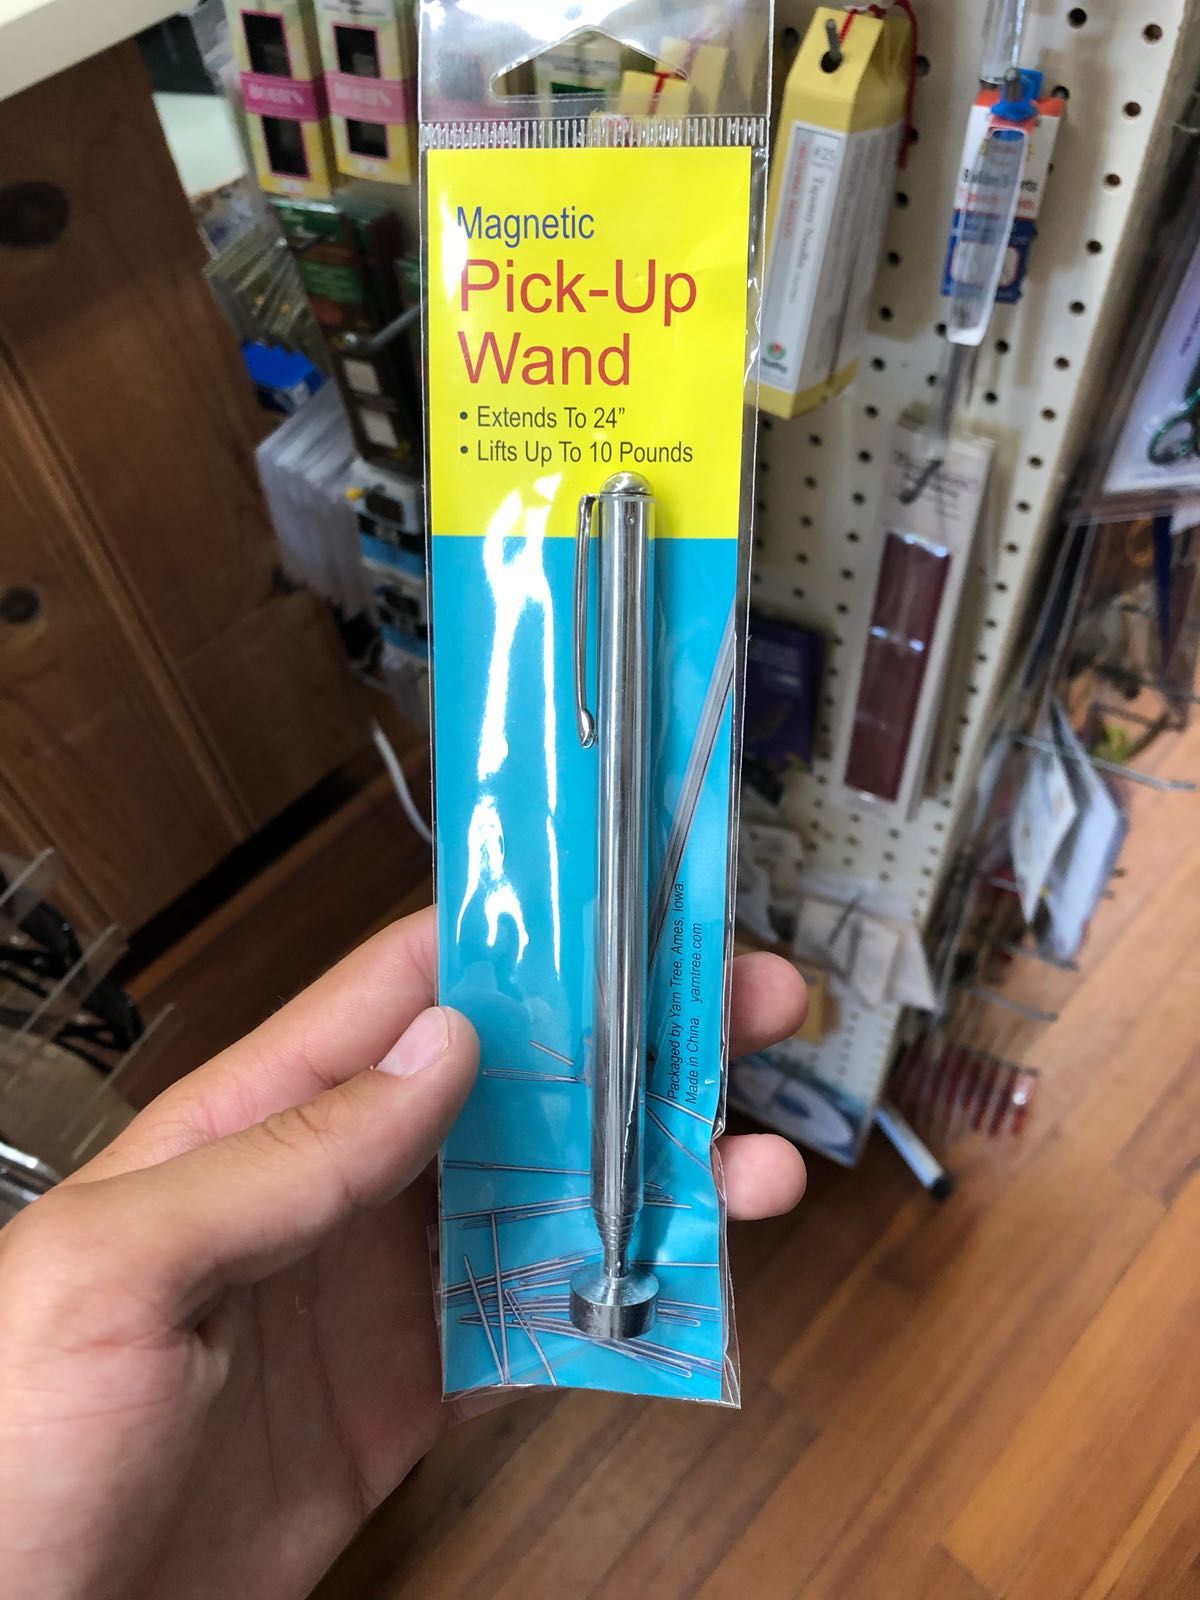 Magnetic
Pick-Up
Wand
• Extends To 24”
• Lifts Up To 10 Pounds
Packaged by Yarn Tree, Ames, Iowa
Made in China. yarntree.com
#25